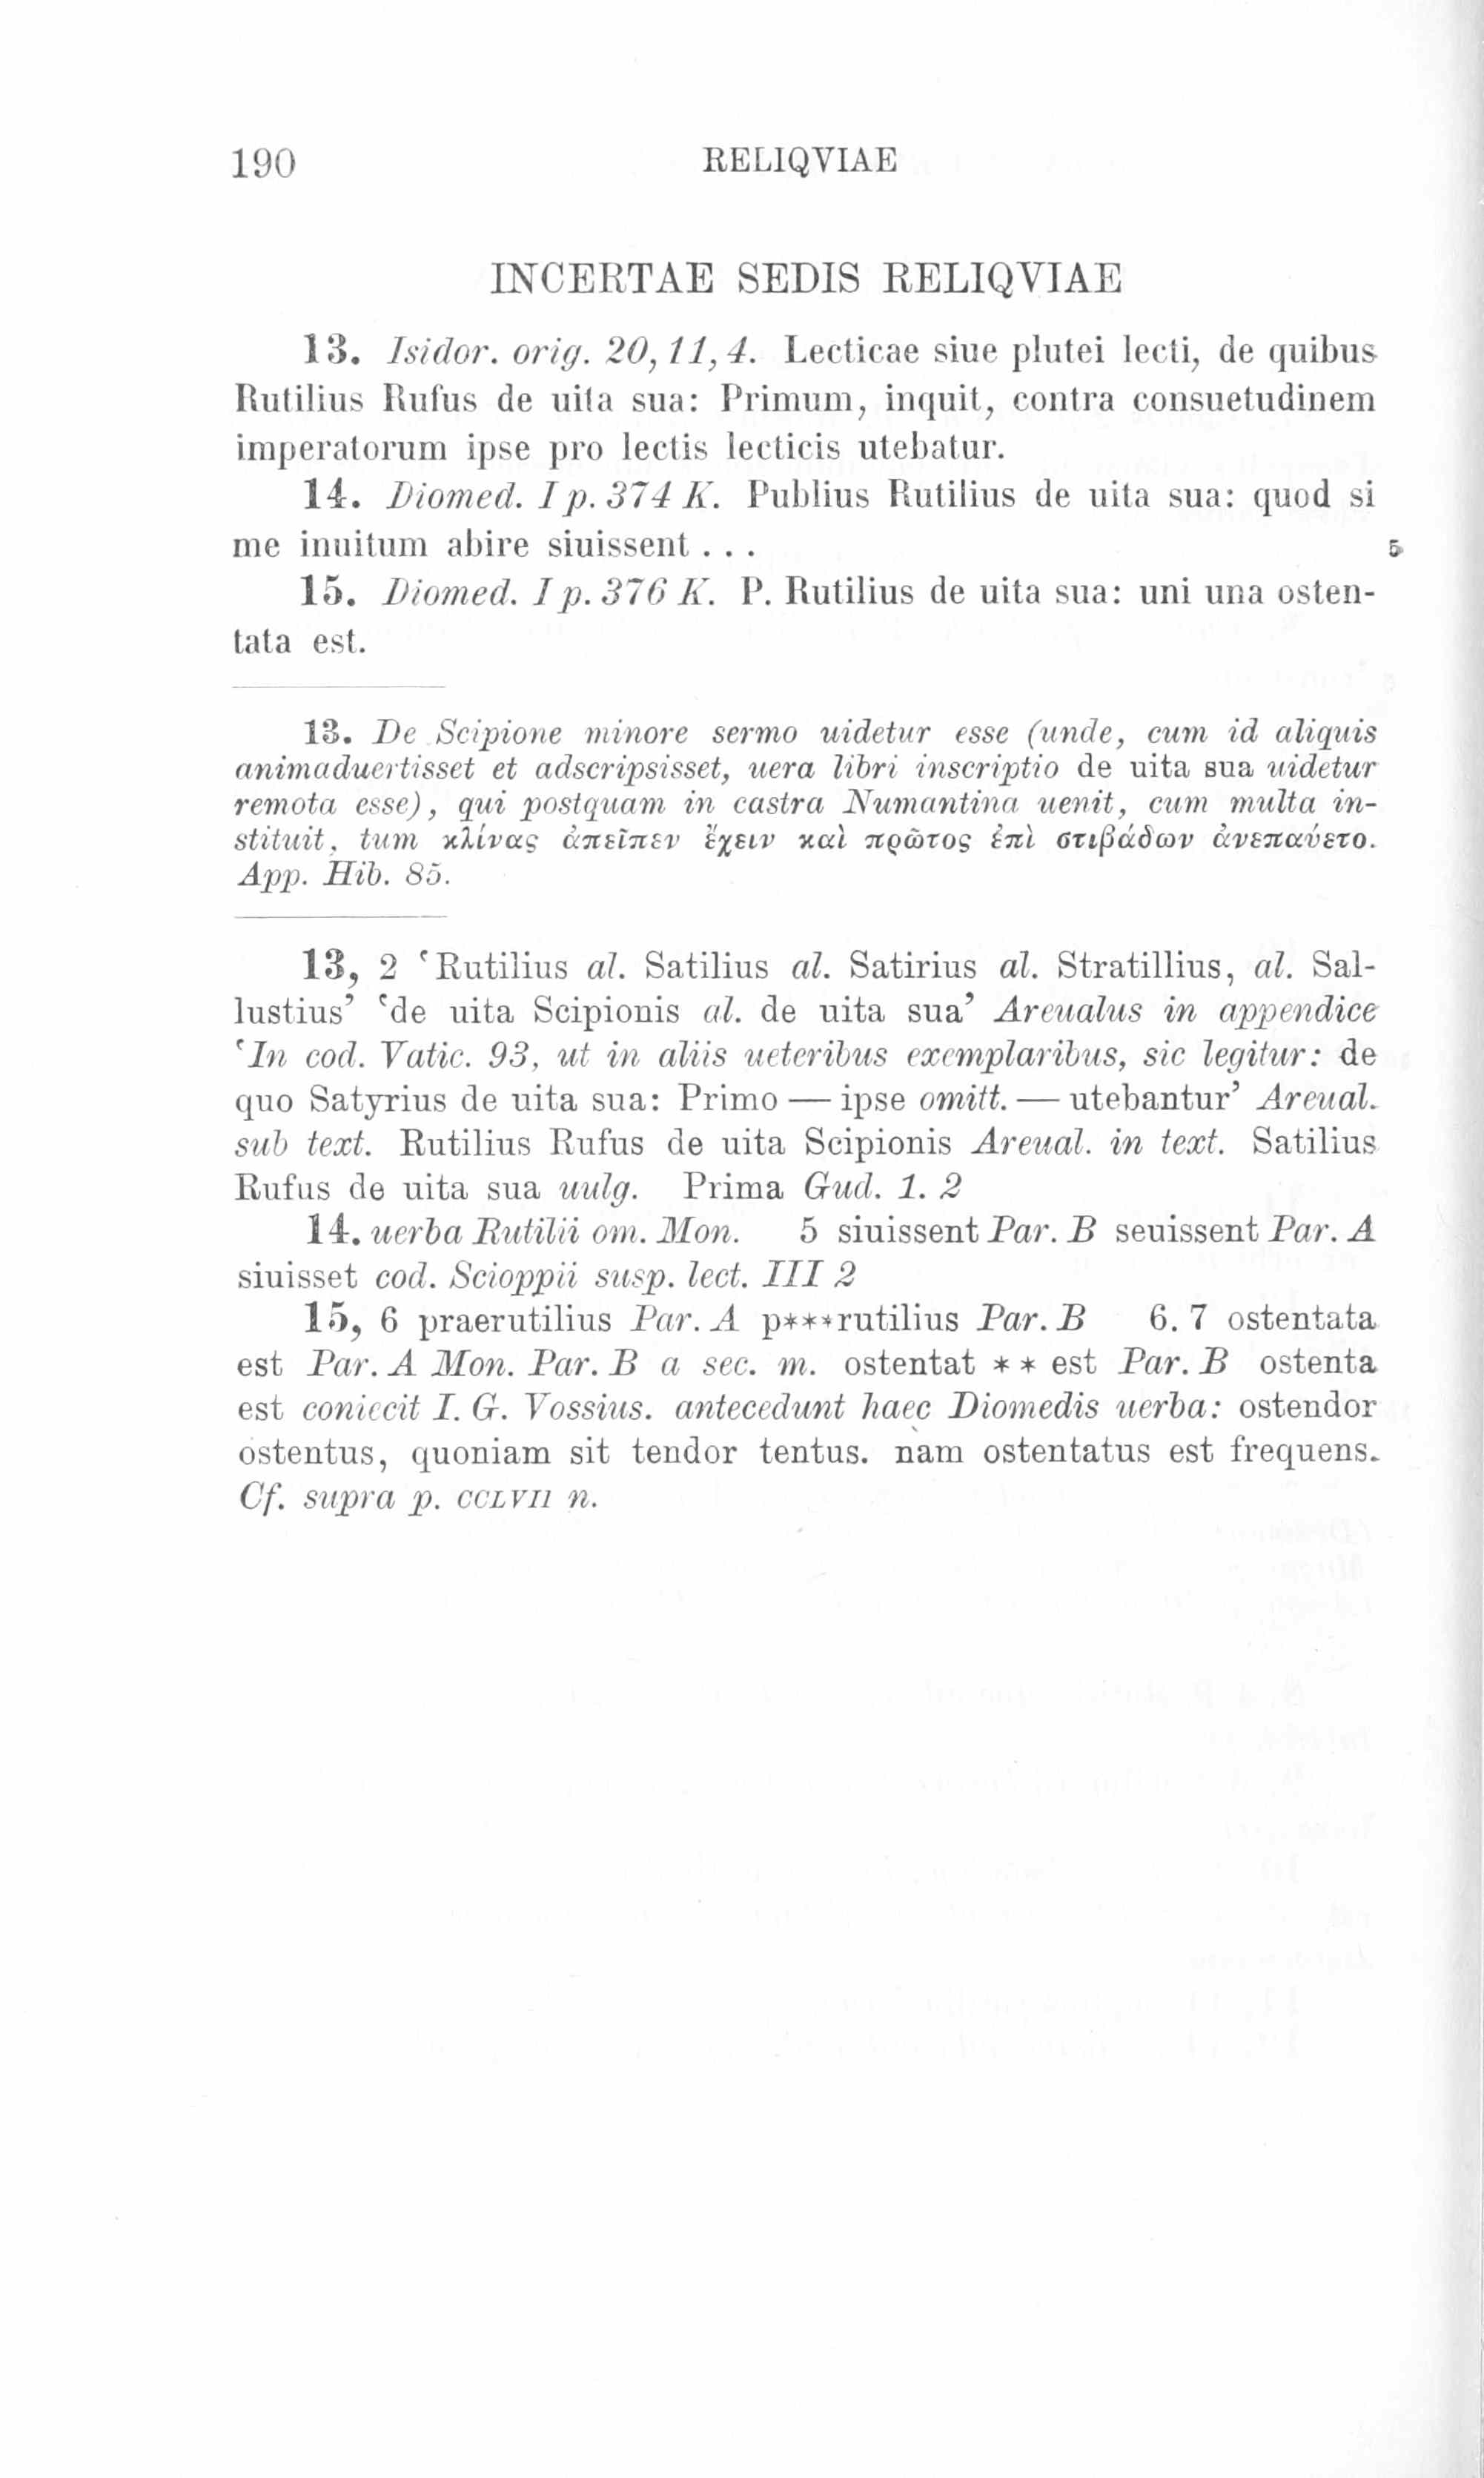 190 RELIQVIAE
INCERTAE SEDIS RELIQVIAE
13. Isidor. orig. 20, 11, 4. Lecticae siue plutei lecti, de quibus
Rutilius Rufus de uita sua: Primum, inquit, contra consuetudinem
imperatorum ipse pro lectis lecticis utebatur.
14. Diomed. I p. 374 K. Publius Rutilius de uita sua: quod si
me inuitum abire siuissent . . . 5
15. Diomed. I p. 376 K. P. Rutilius de uita sua: uni una osten-
tata est.
13. De Scipione minore sermo uidetur esse (unde, cum id aliquis
animaduertisset et adscripsisset, uera libri inscriptio de uita sua uidetur
remota esse), qui postquam in castra Numantina uenit, cum multa in-
stituit, tum κλίνας ἀπεῖπεν ἔχειν καὶ πρῶτος ἐπὶ στιβάδων ἀνεπαύετο.
App. Hib. 85.
13, 2 ‘Rutilius al. Satilius al. Satirius al. Stratillius, al. Sal-
lustius’ ‘de uita Scipionis al. de uita sua’ Areualus in appendice
‘In cod. Vatic. 93, ut in aliis ueteribus exemplaribus, sic legitur: de
quo Satyrius de uita sua: Primo — ipse omitt. — utebantur’ Areual.
sub text. Rutilius Rufus de uita Scipionis Areual. in text. Satilius
Rufus de uita sua uulg. Prima Gud. 1. 2
14. uerba Rutilii om. Mon. 5 siuissent Par. B seuissent Par. A
siuisset cod. Scioppii susp. lect. III 2
15, 6 praerutilius Par. A p***rutilius Par. B 6. 7 ostentata
est Par. A Mon. Par. B a sec. m. ostentat * * est Par. B ostenta
est coniecit I. G. Vossius. antecedunt haec Diomedis uerba: ostendor
ostentus, quoniam sit tendor tentus. nam ostentatus est frequens.
Cf. supra p. CCLVII n.